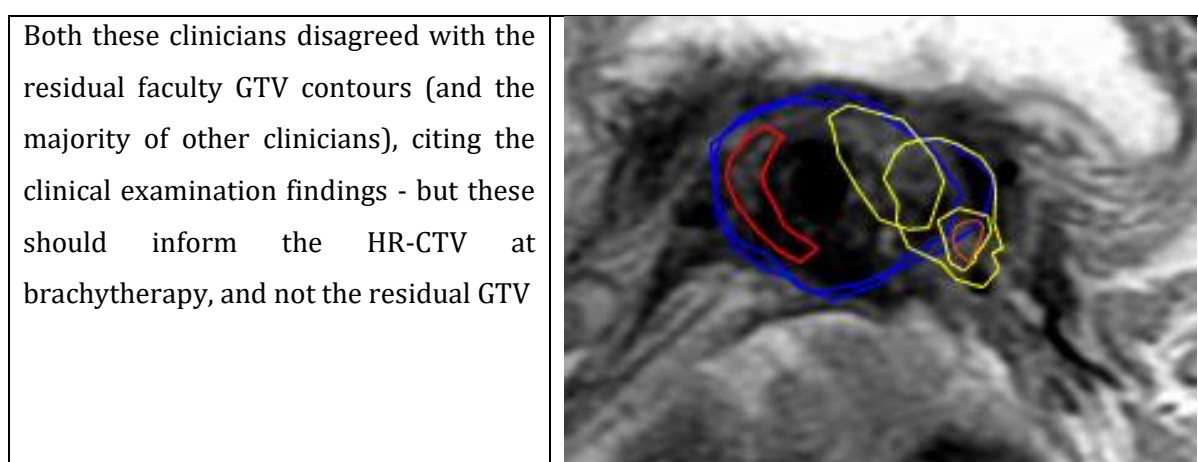 Both these clinicians disagreed with the
residual faculty GTV contours (and the
majority of other clinicians), citing the
clinical examination findings - but these
should inform the HR-CTV at
brachytherapy, and not the residual GTV